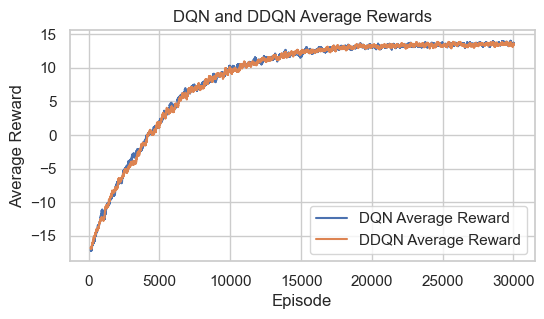 DQN and DDQN Average Rewards
15
10
5
0
−5
−10
−15
Average Reward
DQN Average Reward
DDQN Average Reward
0 5000 10000 15000 20000 25000 30000
Episode